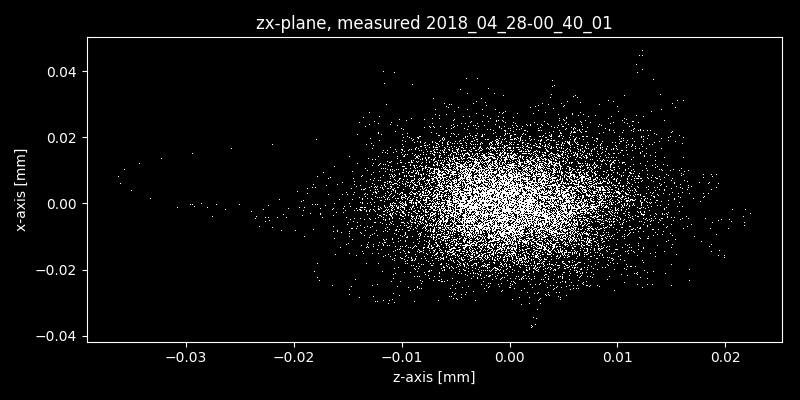 zx-plane, measured 2018_04_28-00_40_01
0.04
0.02
0.00
−0.02
−0.04
x-axis [mm]
−0.03 −0.02 −0.01 0.00 0.01 0.02
z-axis [mm]